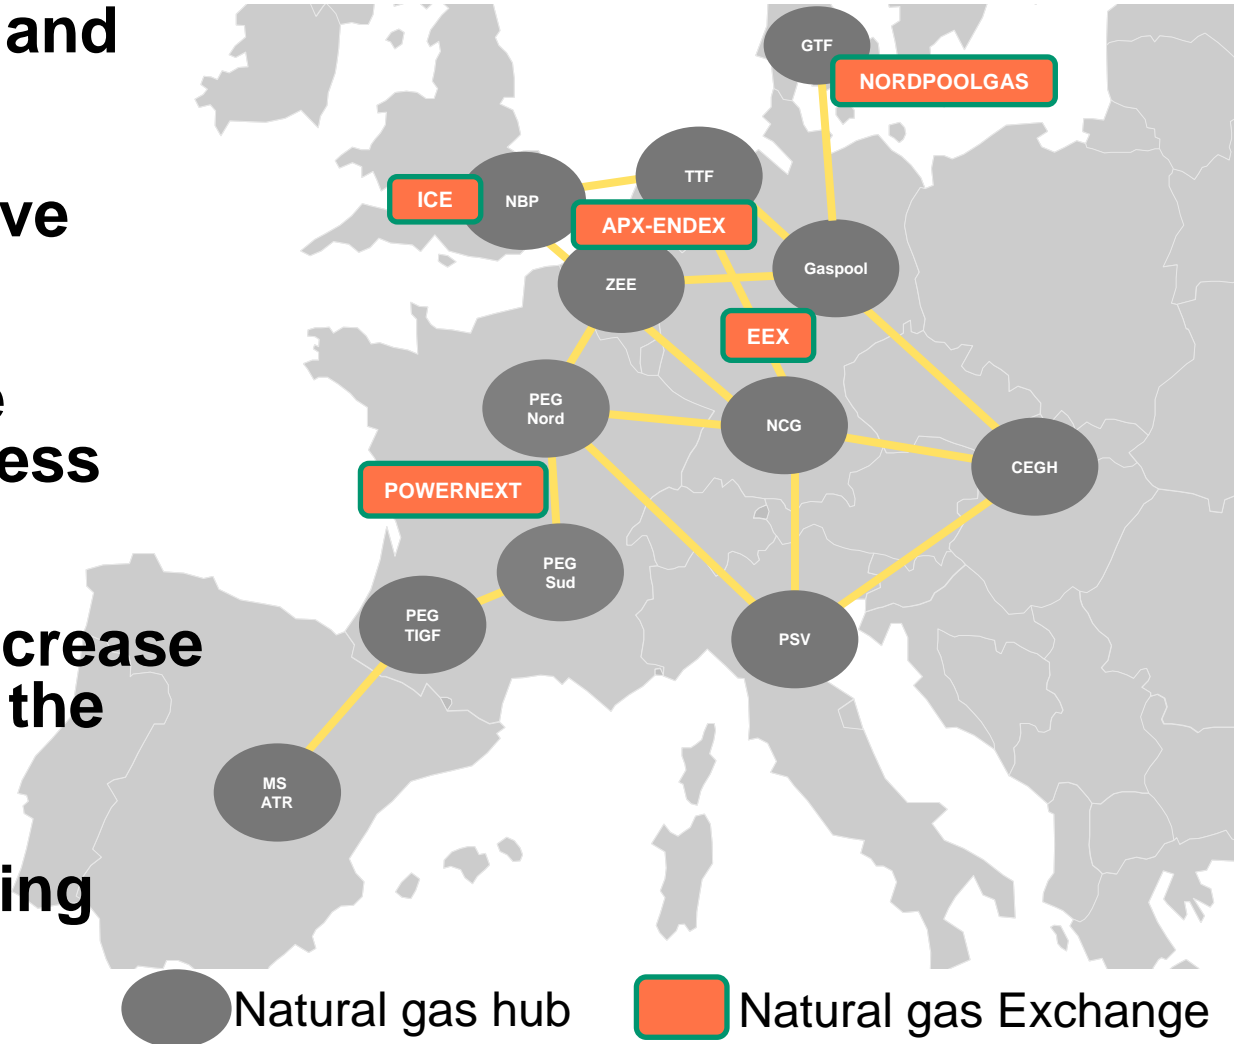 and
ve
e
ess
crease
the
ing
GTF
NORDPOOLGAS
TTF
ICE
NBP
APX-ENDEX
Gaspool
ZEE
EEX
PEG
Nord
NCG
CEGH
POWERNEXT
PEG
Sud
PEG
TIGF
PSV
MS
ATR
Natural gas hub
Natural gas Exchange